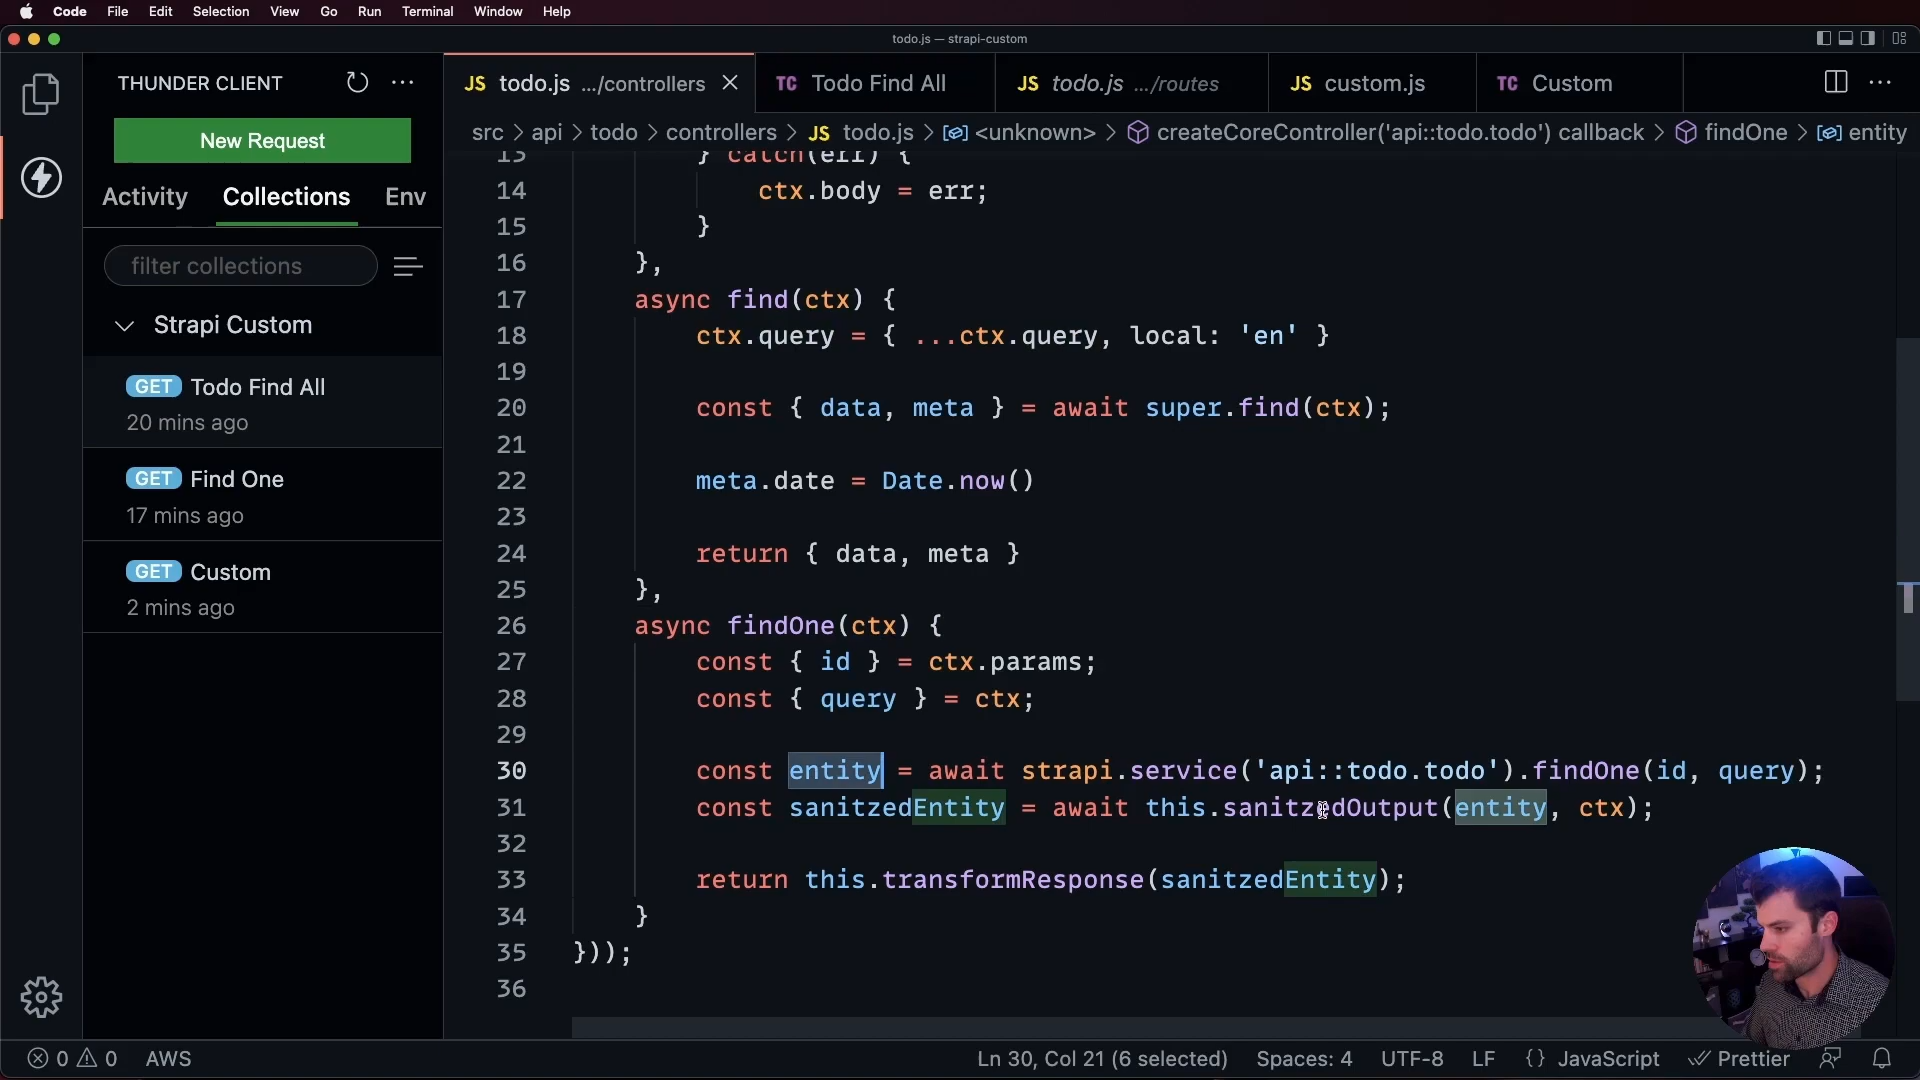 Code File Edit Selection View Go Run Terminal Window Help
todo.js — strapi-custom
THUNDER CLIENT
New Request
Activity Collections Env
filter collections
Strapi Custom
GET Todo Find All
20 mins ago
GET Find One
17 mins ago
GET Custom
2 mins ago
JS todo.js .../controllers
TC Todo Find All
JS todo.js .../routes
JS custom.js
TC Custom
src > api > todo > controllers > JS todo.js > <unknown> > createCoreController('api::todo.todo') callback > findOne > entity
13 } catch(err) {
14 ctx.body = err;
15 }
16 },
17 async find(ctx) {
18 ctx.query = { ...ctx.query, local: 'en' }
19
20 const { data, meta } = await super.find(ctx);
21
22 meta.date = Date.now()
23
24 return { data, meta }
25 },
26 async findOne(ctx) {
27 const { id } = ctx.params;
28 const { query } = ctx;
29
30 const entity = await strapi.service('api::todo.todo').findOne(id, query);
31 const sanitzedEntity = await this.sanitzedOutput(entity, ctx);
32
33 return this.transformResponse(sanitzedEntity);
34 }
35 }));
36
0 0 AWS
Ln 30, Col 21 (6 selected) Spaces: 4 UTF-8 LF {} JavaScript Prettier